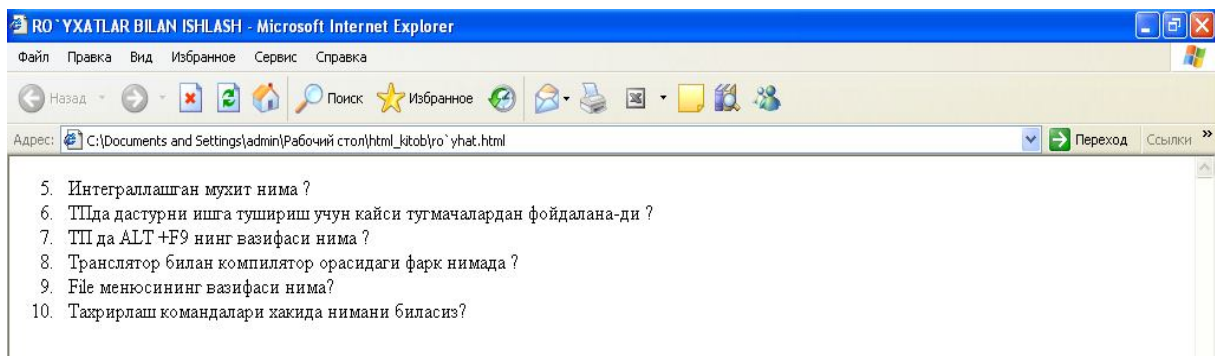 RO`YXATLAR BILAN ISHLASH - Microsoft Internet Explorer
Файл Правка Вид Избранное Сервис Справка
Назад Поиск Избранное
Адрес: C:\Documents and Settings\admin\Рабочий стол\html_kitob\ro`yhat.html Переход Ссылки »
5. Интеграллашган мухит нима ?
6. ТПда дастурни ишга тушириш учун кайси тугмачалардан фойдалана-ди ?
7. ТП да ALT +F9 нинг вазифаси нима ?
8. Транслятор билан компилятор орасидаги фарк нимада ?
9. File менюсининг вазифаси нима?
10. Тахрирлаш командалари хакида нимани биласиз?